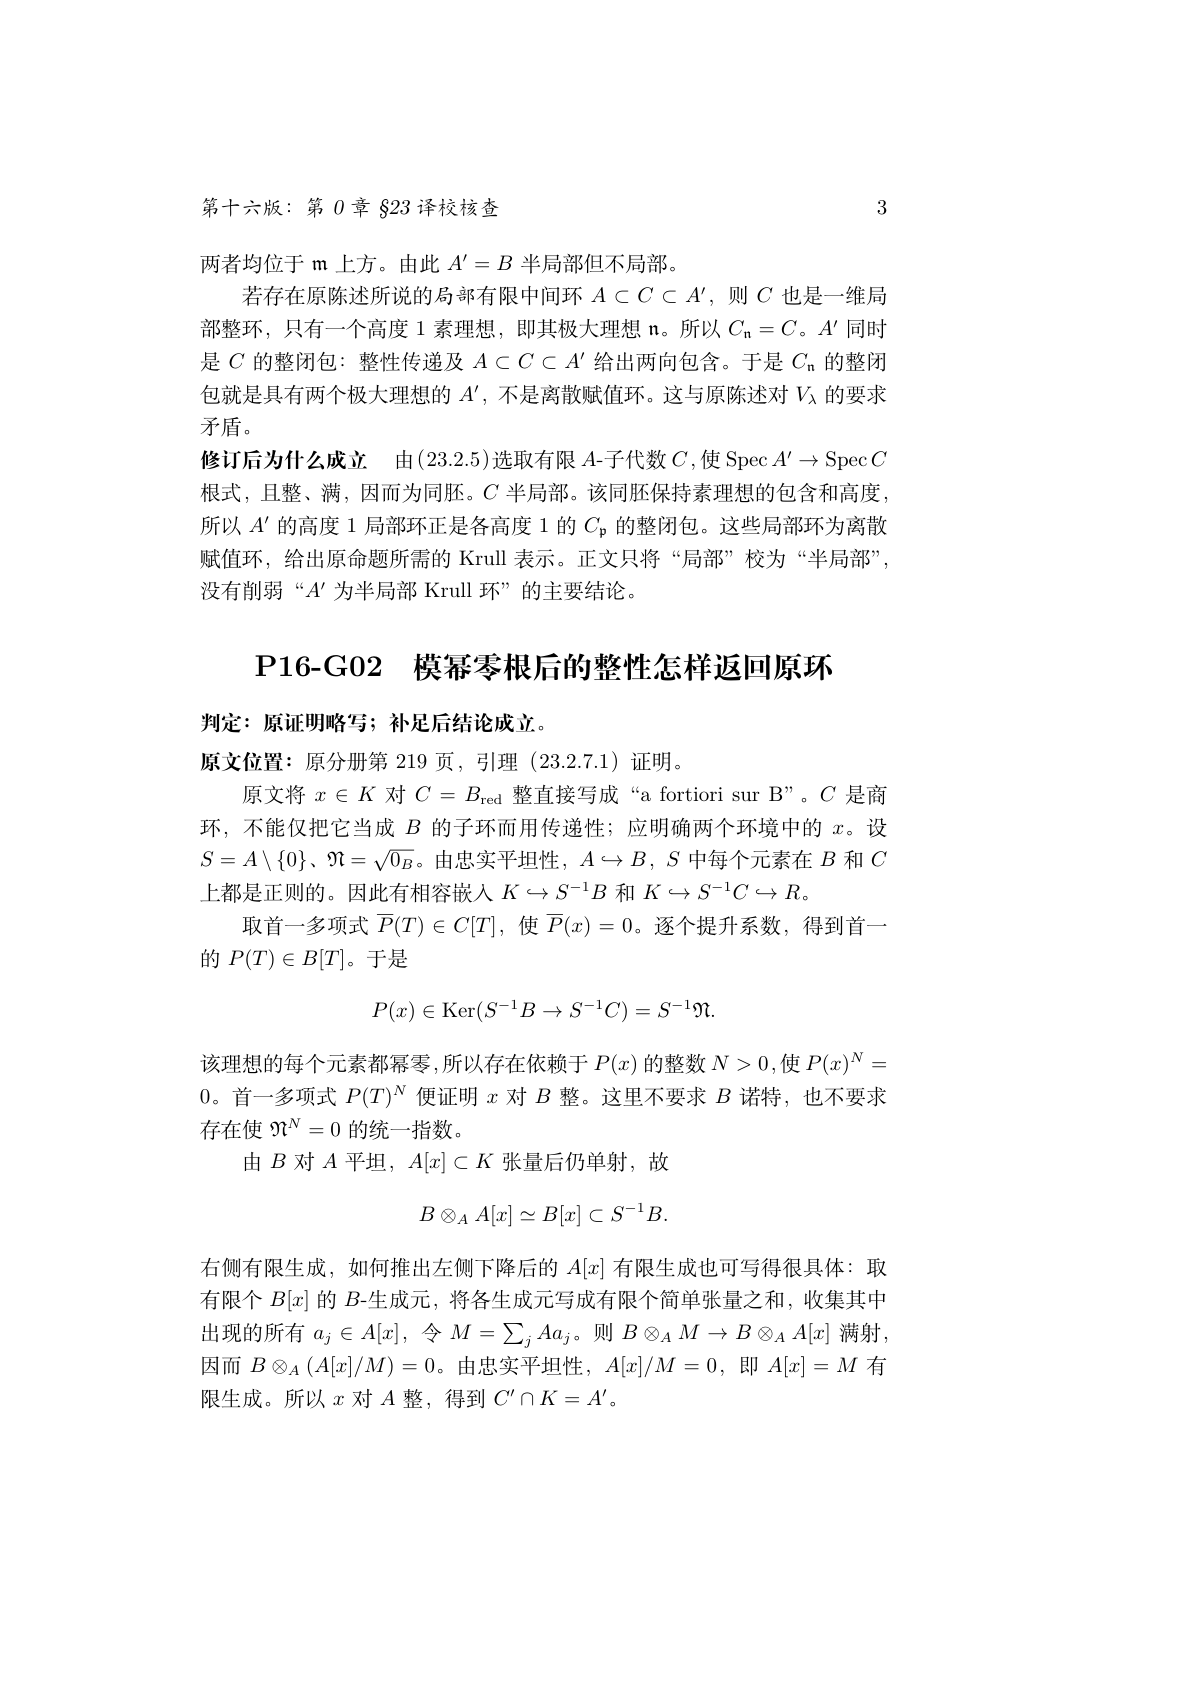 第十六版：第 0 章 §23 译校核查 3
两者均位于 𝔪 上方。由此 A′ = B 半局部但不局部。
若存在原陈述所说的局部有限中间环 A ⊂ C ⊂ A′，则 C 也是一维局
部整环，只有一个高度 1 素理想，即其极大理想 𝔫。所以 C_𝔫 = C。A′ 同时
是 C 的整闭包：整性传递及 A ⊂ C ⊂ A′ 给出两向包含。于是 C_𝔫 的整闭
包就是具有两个极大理想的 A′，不是离散赋值环。这与原陈述对 V_λ 的要求
矛盾。
修订后为什么成立 由(23.2.5)选取有限 A-子代数 C，使 Spec A′ → Spec C
根式，且整、满，因而为同胚。C 半局部。该同胚保持素理想的包含和高度，
所以 A′ 的高度 1 局部环正是各高度 1 的 C_𝔭 的整闭包。这些局部环为离散
赋值环，给出原命题所需的 Krull 表示。正文只将“局部”校为“半局部”，
没有削弱“A′ 为半局部 Krull 环”的主要结论。
P16-G02 模幂零根后的整性怎样返回原环
判定：原证明略写；补足后结论成立。
原文位置：原分册第 219 页，引理（23.2.7.1）证明。
原文将 x ∈ K 对 C = B_red 整直接写成“a fortiori sur B”。C 是商
环，不能仅把它当成 B 的子环而用传递性；应明确两个环境中的 x。设
S = A \ {0}、𝔑 = √0_B。由忠实平坦性，A ↪ B，S 中每个元素在 B 和 C
上都是正则的。因此有相容嵌入 K ↪ S⁻¹B 和 K ↪ S⁻¹C ↪ R。
取首一多项式 P̅(T) ∈ C[T]，使 P̅(x) = 0。逐个提升系数，得到首一
的 P(T) ∈ B[T]。于是
P(x) ∈ Ker(S⁻¹B → S⁻¹C) = S⁻¹𝔑.
该理想的每个元素都幂零，所以存在依赖于 P(x) 的整数 N > 0，使 P(x)^N =
0。首一多项式 P(T)^N 便证明 x 对 B 整。这里不要求 B 诺特，也不要求
存在使 𝔑^N = 0 的统一指数。
由 B 对 A 平坦，A[x] ⊂ K 张量后仍单射，故
B ⊗_A A[x] ≃ B[x] ⊂ S⁻¹B.
右侧有限生成，如何推出左侧下降后的 A[x] 有限生成也可写得很具体：取
有限个 B[x] 的 B-生成元，将各生成元写成有限个简单张量之和，收集其中
出现的所有 a_j ∈ A[x]，令 M = ∑_j Aa_j。则 B ⊗_A M → B ⊗_A A[x] 满射，
因而 B ⊗_A (A[x]/M) = 0。由忠实平坦性，A[x]/M = 0，即 A[x] = M 有
限生成。所以 x 对 A 整，得到 C′ ∩ K = A′。